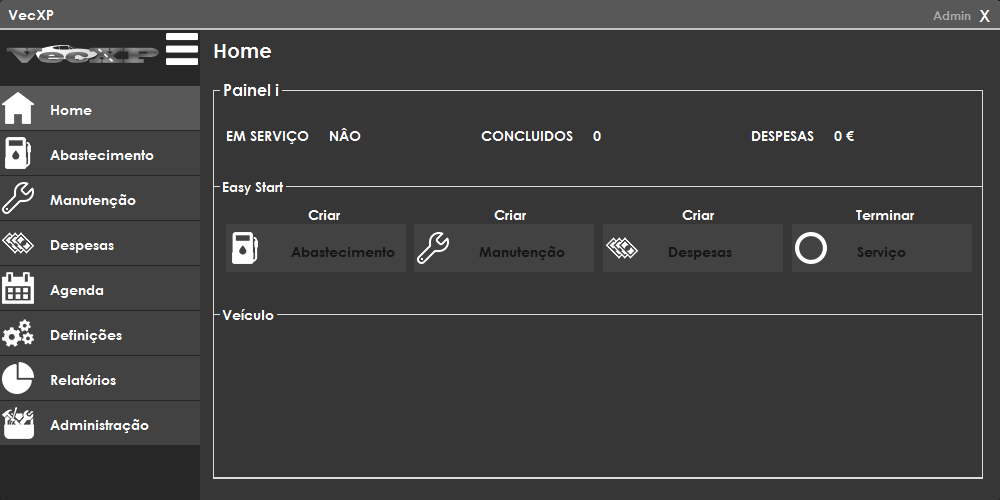 VecXP
Admin X
VecXP
Home
Home
Abastecimento
Manutenção
Despesas
Agenda
Definições
Relatórios
Administração
Painel i
EM SERVIÇO NÂO CONCLUIDOS 0 DESPESAS 0 €
Easy Start
Criar Criar Criar Terminar
Abastecimento Manutenção Despesas Serviço
Veículo